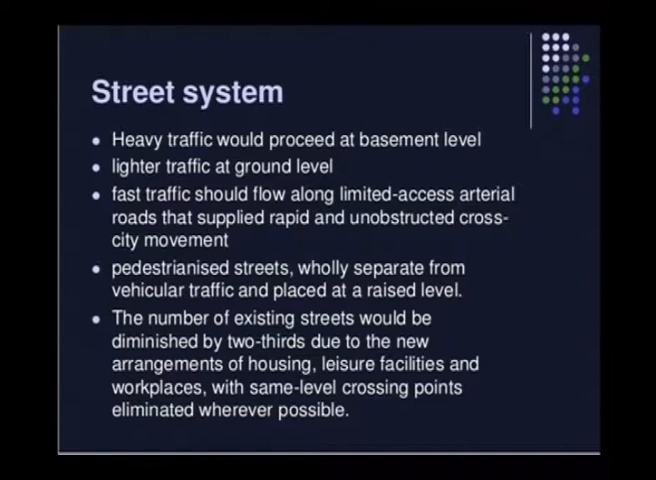 Street system
Heavy traffic would proceed at basement level
lighter traffic at ground level
fast traffic should flow along limited-access arterial
roads that supplied rapid and unobstructed cross-
city movement
pedestrianised streets, wholly separate from
vehicular traffic and placed at a raised level.
The number of existing streets would be
diminished by two-thirds due to the new
arrangements of housing, leisure facilities and
workplaces, with same-level crossing points
eliminated wherever possible.